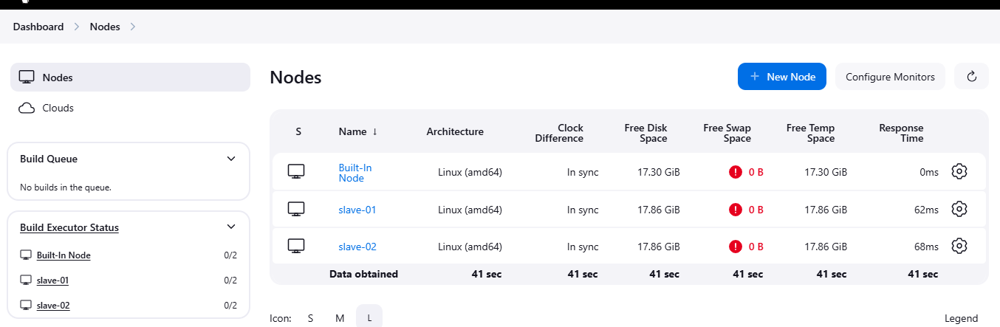 Dashboard Nodes
Nodes
Clouds
Build Queue
No builds in the queue.
Build Executor Status
Built-In Node 0/2
slave-01 0/2
slave-02 0/2
Nodes
+ New Node Configure Monitors
S Name ↓ Architecture Clock Difference Free Disk Space Free Swap Space Free Temp Space Response Time
Built-In Node Linux (amd64) In sync 17.30 GiB ! 0 B 17.30 GiB 0ms
slave-01 Linux (amd64) In sync 17.86 GiB ! 0 B 17.86 GiB 62ms
slave-02 Linux (amd64) In sync 17.86 GiB ! 0 B 17.86 GiB 68ms
Data obtained 41 sec 41 sec 41 sec 41 sec 41 sec 41 sec
Icon: S M L Legend